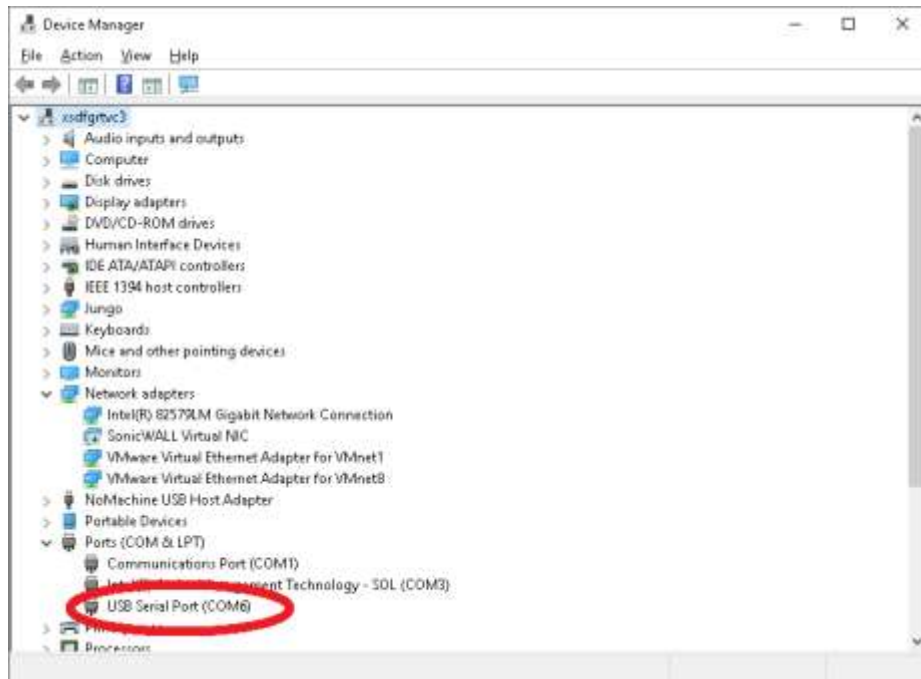 Device Manager
File Action View Help
xsdfgrtvc3
Audio inputs and outputs
Computer
Disk drives
Display adapters
DVD/CD-ROM drives
Human Interface Devices
IDE ATA/ATAPI controllers
IEEE 1394 host controllers
Jungo
Keyboards
Mice and other pointing devices
Monitors
Network adapters
Intel(R) 82579LM Gigabit Network Connection
SonicWALL Virtual NIC
VMware Virtual Ethernet Adapter for VMnet1
VMware Virtual Ethernet Adapter for VMnet8
NoMachine USB Host Adapter
Portable Devices
Ports (COM & LPT)
Communications Port (COM1)
Technology - SOL (COM3)
USB Serial Port (COM6)
Processors